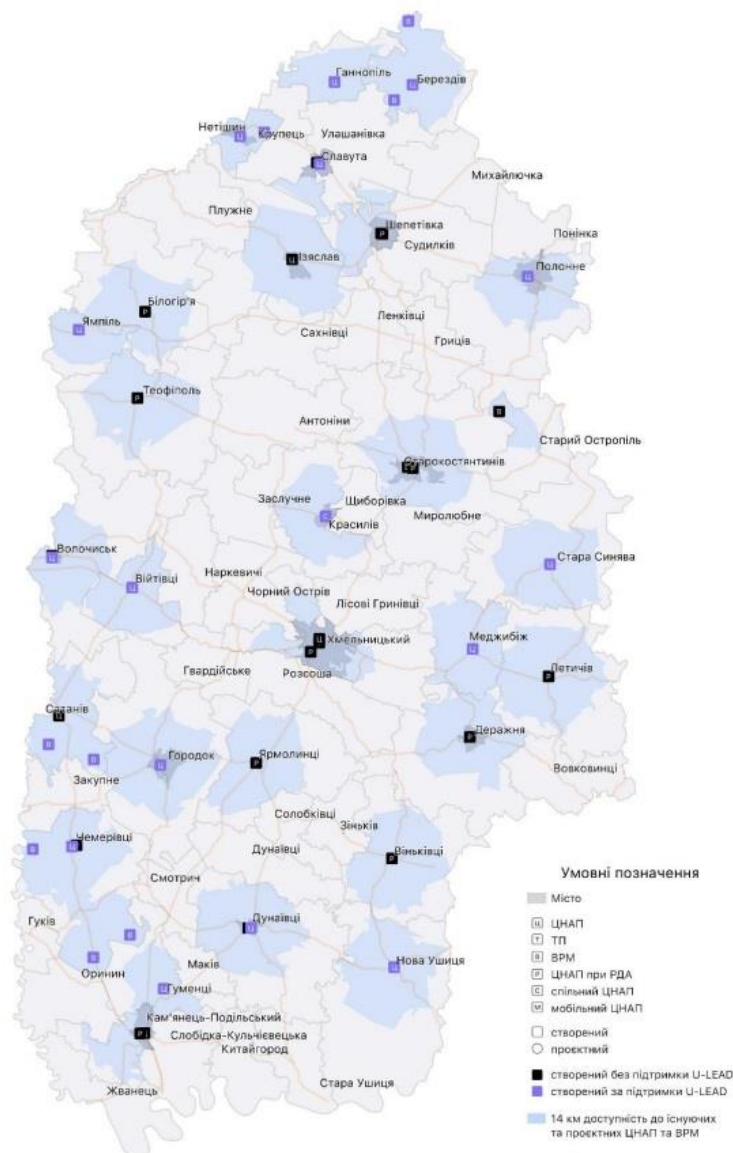 В
Ганнопіль
Ц
Ц
Берездів
В
Нетішин
Ц
Крупець
Улашанівка
Славута
Ц
Михайлючка
Плужне
Шепетівка
Р
Судилків
Понінка
Ц
Ізяслав
Полонне
Ц
Білогір'я
Р
Ямпіль
Ц
Ленківці
Сахнівці
Гриців
Теофіполь
Р
В
Антоніни
Старий Остропіль
Старокостянтинів
Заслучне
Щиборівка
С
Красилів
Миролюбне
Волочиськ
Ц
Стара Синява
Ц
Війтівці
Ц
Наркевичі
Чорний Острів
Лісові Гринівці
Ц
Хмельницький
Р
Меджибіж
Ц
Гвардійське
Розсоша
Летичів
Р
Сатанів
Ц
Деражня
Р
В
В
Городок
Ц
Ярмолинці
Р
Закупне
Вовковинці
Солобківці
Зіньків
Чемерівці
Ц
В
Дунаївці
Віньківці
Р
Смотрич
Гуків
В
Дунаївці
Ц
В
Оринин
Маків
Нова Ушиця
Ц
Гуменці
Ц
Кам'янець-Подільський
Р
Слобідка-Кульчієвецька
Китайгород
Жванець
Стара Ушиця
Умовні позначення
Місто
Ц ЦНАП
Т ТП
В ВРМ
Р ЦНАП при РДА
С спільний ЦНАП
М мобільний ЦНАП
створений
проєктний
створений без підтримки U-LEAD
створений за підтримки U-LEAD
14 км доступність до існуючих
та проєктних ЦНАП та ВРМ